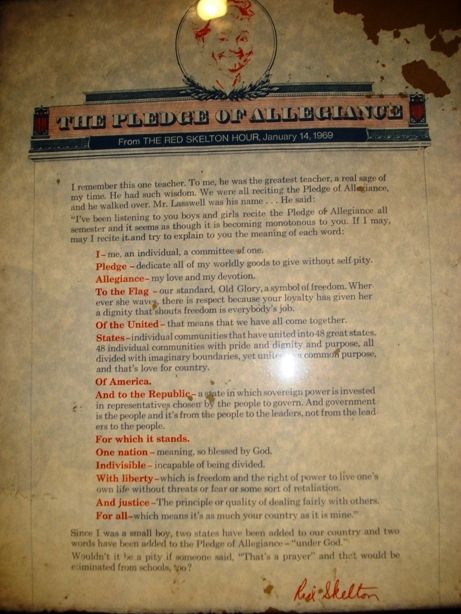 THE PLEDGE OF ALLEGIANCE
From THE RED SKELTON HOUR, January 14, 1969
I remember this one teacher. To me, he was the greatest teacher, a real sage of
my time. He had such wisdom. We were all reciting the Pledge of Allegiance,
and he walked over. Mr. Lasswell was his name . . . He said:
"I've been listening to you boys and girls recite the Pledge of Allegiance all
semester and it seems as though it is becoming monotonous to you. If I may,
may I recite it and try to explain to you the meaning of each word:
I – me, an individual, a committee of one.
Pledge – dedicate all of my worldly goods to give without self pity.
Allegiance – my love and my devotion.
To the Flag – our standard, Old Glory, a symbol of freedom. Wher
ever she waves, there is respect because your loyalty has given her
a dignity that shouts freedom is everybody's job.
Of the United – that means that we have all come together.
States – individual communities that have united into 48 great states.
48 individual communities with pride and dignity and purpose, all
divided with imaginary boundaries, yet united a common purpose,
and that's love for country.
Of America.
And to the Republic – a state in which sovereign power is invested
in representatives chosen by the people to govern. And government
is the people and it's from the people to the leaders, not from the lead
ers to the people.
For which it stands.
One nation – meaning, so blessed by God.
Indivisible – incapable of being divided.
With liberty – which is freedom and the right of power to live one's
own life without threats or fear or some sort of retaliation.
And justice – The principle or quality of dealing fairly with others.
For all – which means it's as much your country as it is mine."
Since I was a small boy, two states have been added to our country and two
words have been added to the Pledge of Allegiance – "under God."
Wouldn't it be a pity if someone said, "That's a prayer" and that would be
eliminated from schools, too?
Red Skelton